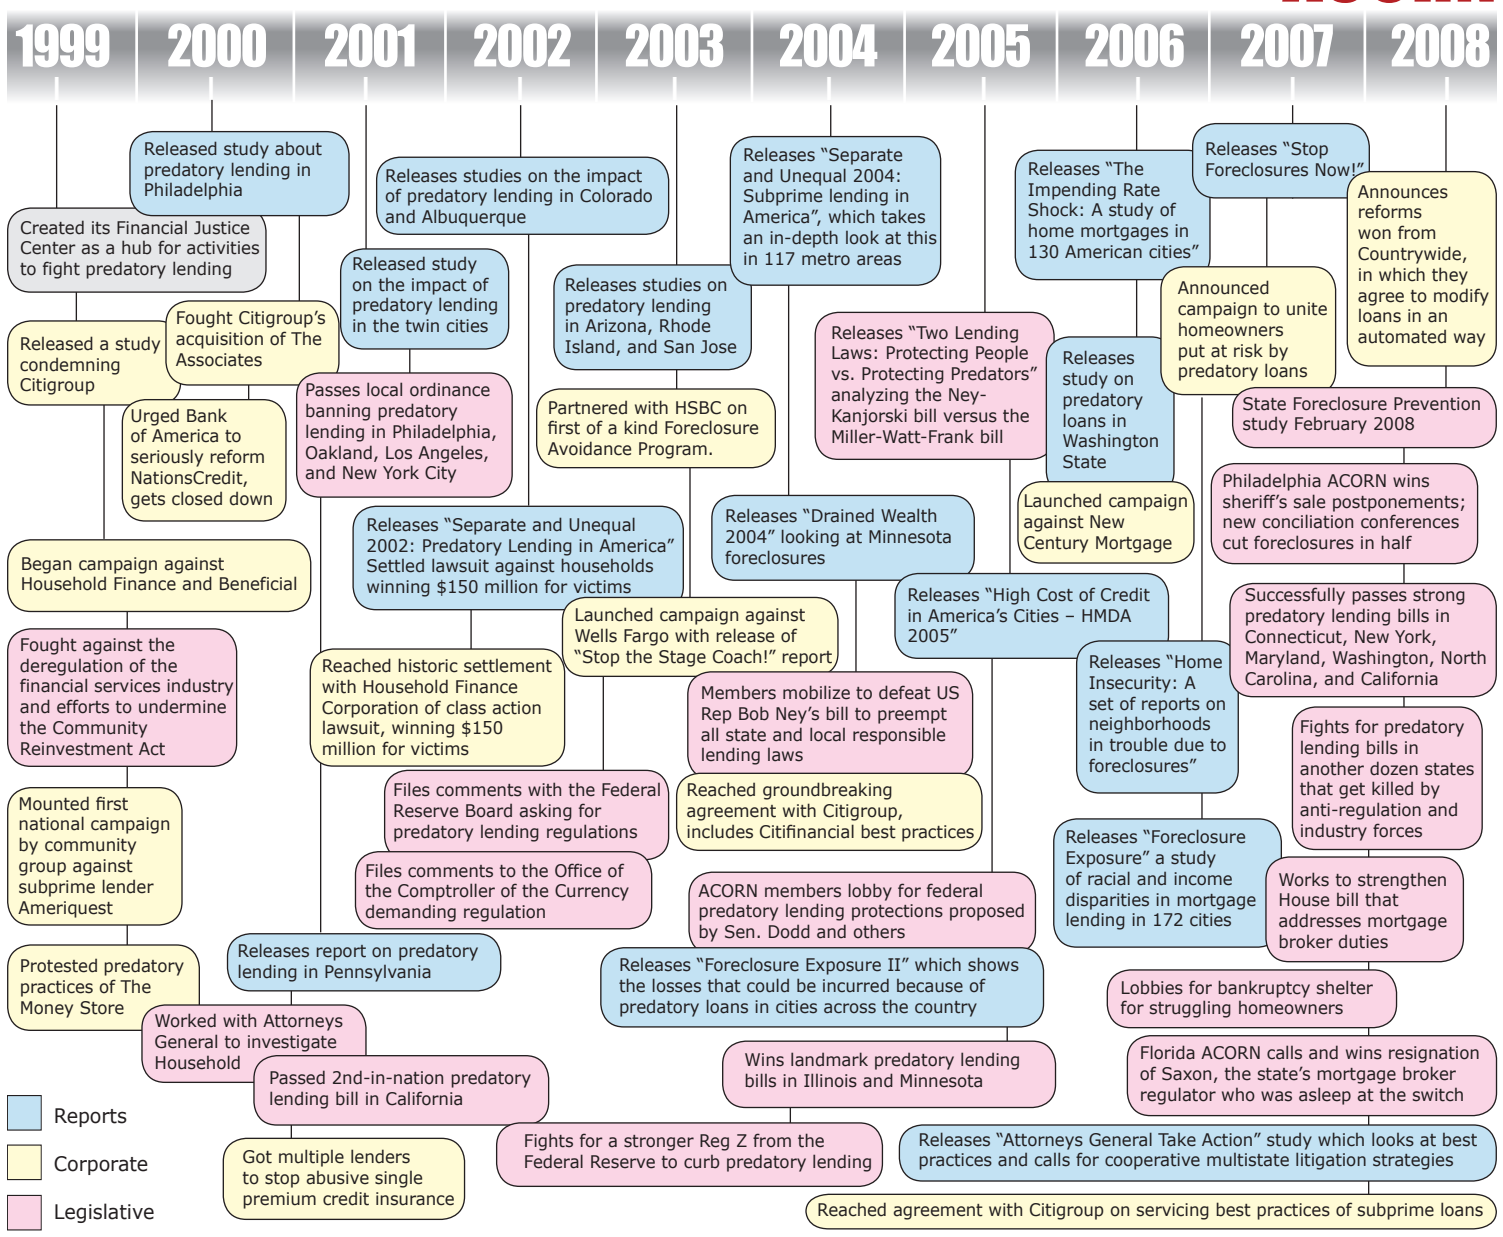 1999 2000 2001 2002 2003 2004 2005 2006 2007 2008
Released study about
predatory lending in
Philadelphia
Created its Financial Justice
Center as a hub for activities
to fight predatory lending
Released a study
condemning
Citigroup
Fought Citigroup's
acquisition of The
Associates
Urged Bank
of America to
seriously reform
NationsCredit,
gets closed down
Began campaign against
Household Finance and Beneficial
Fought against the
deregulation of the
financial services industry
and efforts to undermine
the Community
Reinvestment Act
Mounted first
national campaign
by community
group against
subprime lender
Ameriquest
Protested predatory
practices of The
Money Store
Worked with Attorneys
General to investigate
Household
Passed 2nd-in-nation predatory
lending bill in California
Got multiple lenders
to stop abusive single
premium credit insurance
Releases studies on the impact
of predatory lending in Colorado
and Albuquerque
Released study
on the impact of
predatory lending
in the twin cities
Passes local ordinance
banning predatory
lending in Philadelphia,
Oakland, Los Angeles,
and New York City
Releases “Separate and Unequal
2002: Predatory Lending in America”
Settled lawsuit against households
winning $150 million for victims
Reached historic settlement
with Household Finance
Corporation of class action
lawsuit, winning $150
million for victims
Files comments with the Federal
Reserve Board asking for
predatory lending regulations
Files comments to the Office of
the Comptroller of the Currency
demanding regulation
Releases report on predatory
lending in Pennsylvania
Releases studies on
predatory lending
in Arizona, Rhode
Island, and San Jose
Partnered with HSBC on
first of a kind Foreclosure
Avoidance Program.
Launched campaign against
Wells Fargo with release of
“Stop the Stage Coach!” report
Releases “Separate
and Unequal 2004:
Subprime lending in
America”, which takes
an in-depth look at this
in 117 metro areas
Releases “Drained Wealth
2004” looking at Minnesota
foreclosures
Members mobilize to defeat US
Rep Bob Ney’s bill to preempt
all state and local responsible
lending laws
Reached groundbreaking
agreement with Citigroup,
includes Citifinancial best practices
ACORN members lobby for federal
predatory lending protections proposed
by Sen. Dodd and others
Releases “Foreclosure Exposure II” which shows
the losses that could be incurred because of
predatory loans in cities across the country
Wins landmark predatory lending
bills in Illinois and Minnesota
Fights for a stronger Reg Z from the
Federal Reserve to curb predatory lending
Releases “Two Lending
Laws: Protecting People
vs. Protecting Predators”
analyzing the Ney-
Kanjorski bill versus the
Miller-Watt-Frank bill
Releases “High Cost of Credit
in America’s Cities – HMDA
2005”
Releases “The
Impending Rate
Shock: A study of
home mortgages in
130 American cities”
Releases
study on
predatory
loans in
Washington
State
Launched campaign
against New
Century Mortgage
Releases “Home
Insecurity: A
set of reports on
neighborhoods
in trouble due to
foreclosures”
Releases “Foreclosure
Exposure” a study
of racial and income
disparities in mortgage
lending in 172 cities
Releases “Stop
Foreclosures Now!”
Announced
campaign to unite
homeowners
put at risk by
predatory loans
Announces
reforms
won from
Countrywide,
in which they
agree to modify
loans in an
automated way
State Foreclosure Prevention
study February 2008
Philadelphia ACORN wins
sheriff’s sale postponements;
new conciliation conferences
cut foreclosures in half
Successfully passes strong
predatory lending bills in
Connecticut, New York,
Maryland, Washington, North
Carolina, and California
Fights for predatory
lending bills in
another dozen states
that get killed by
anti-regulation and
industry forces
Works to strengthen
House bill that
addresses mortgage
broker duties
Lobbies for bankruptcy shelter
for struggling homeowners
Florida ACORN calls and wins resignation
of Saxon, the state’s mortgage broker
regulator who was asleep at the switch
Releases “Attorneys General Take Action” study which looks at best
practices and calls for cooperative multistate litigation strategies
Reached agreement with Citigroup on servicing best practices of subprime loans
Reports
Corporate
Legislative